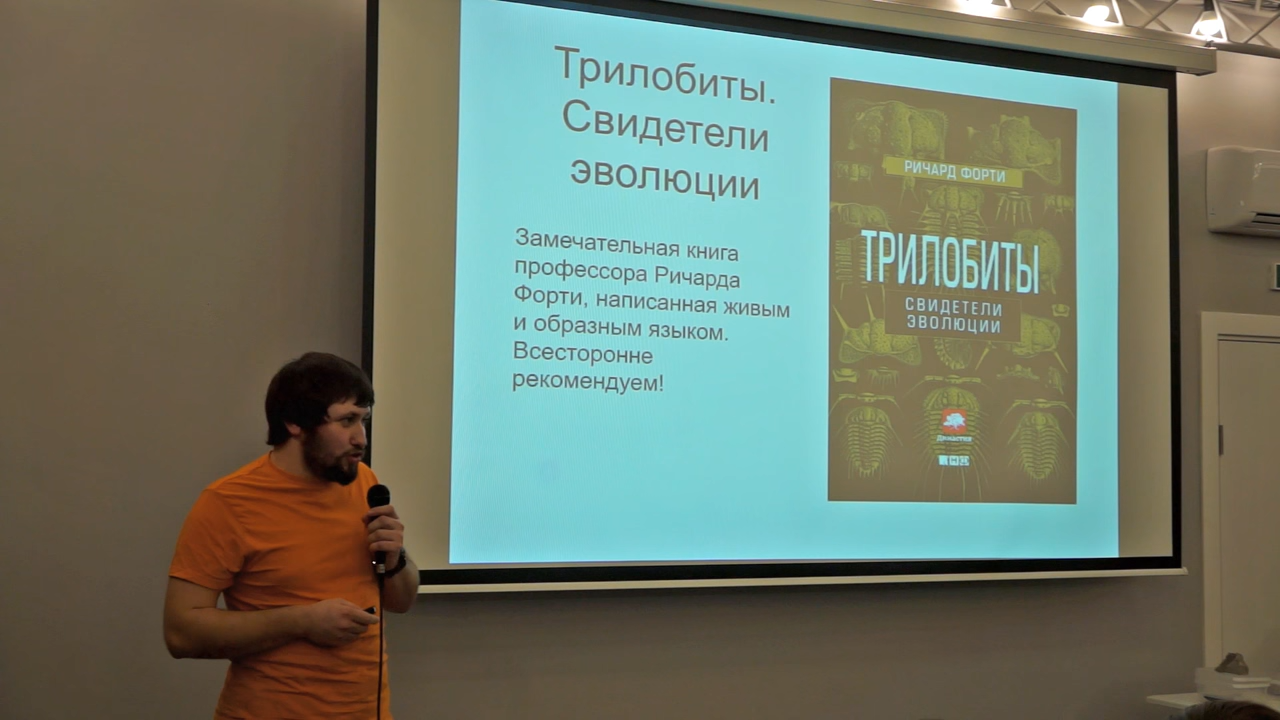 Трилобиты.
Свидетели
эволюции
Замечательная книга
профессора Ричарда
Форти, написанная живым
и образным языком.
Всесторонне
рекомендуем!
РИЧАРД ФОРТИ
ТРИЛОБИТЫ
СВИДЕТЕЛИ
ЭВОЛЮЦИИ
Династия